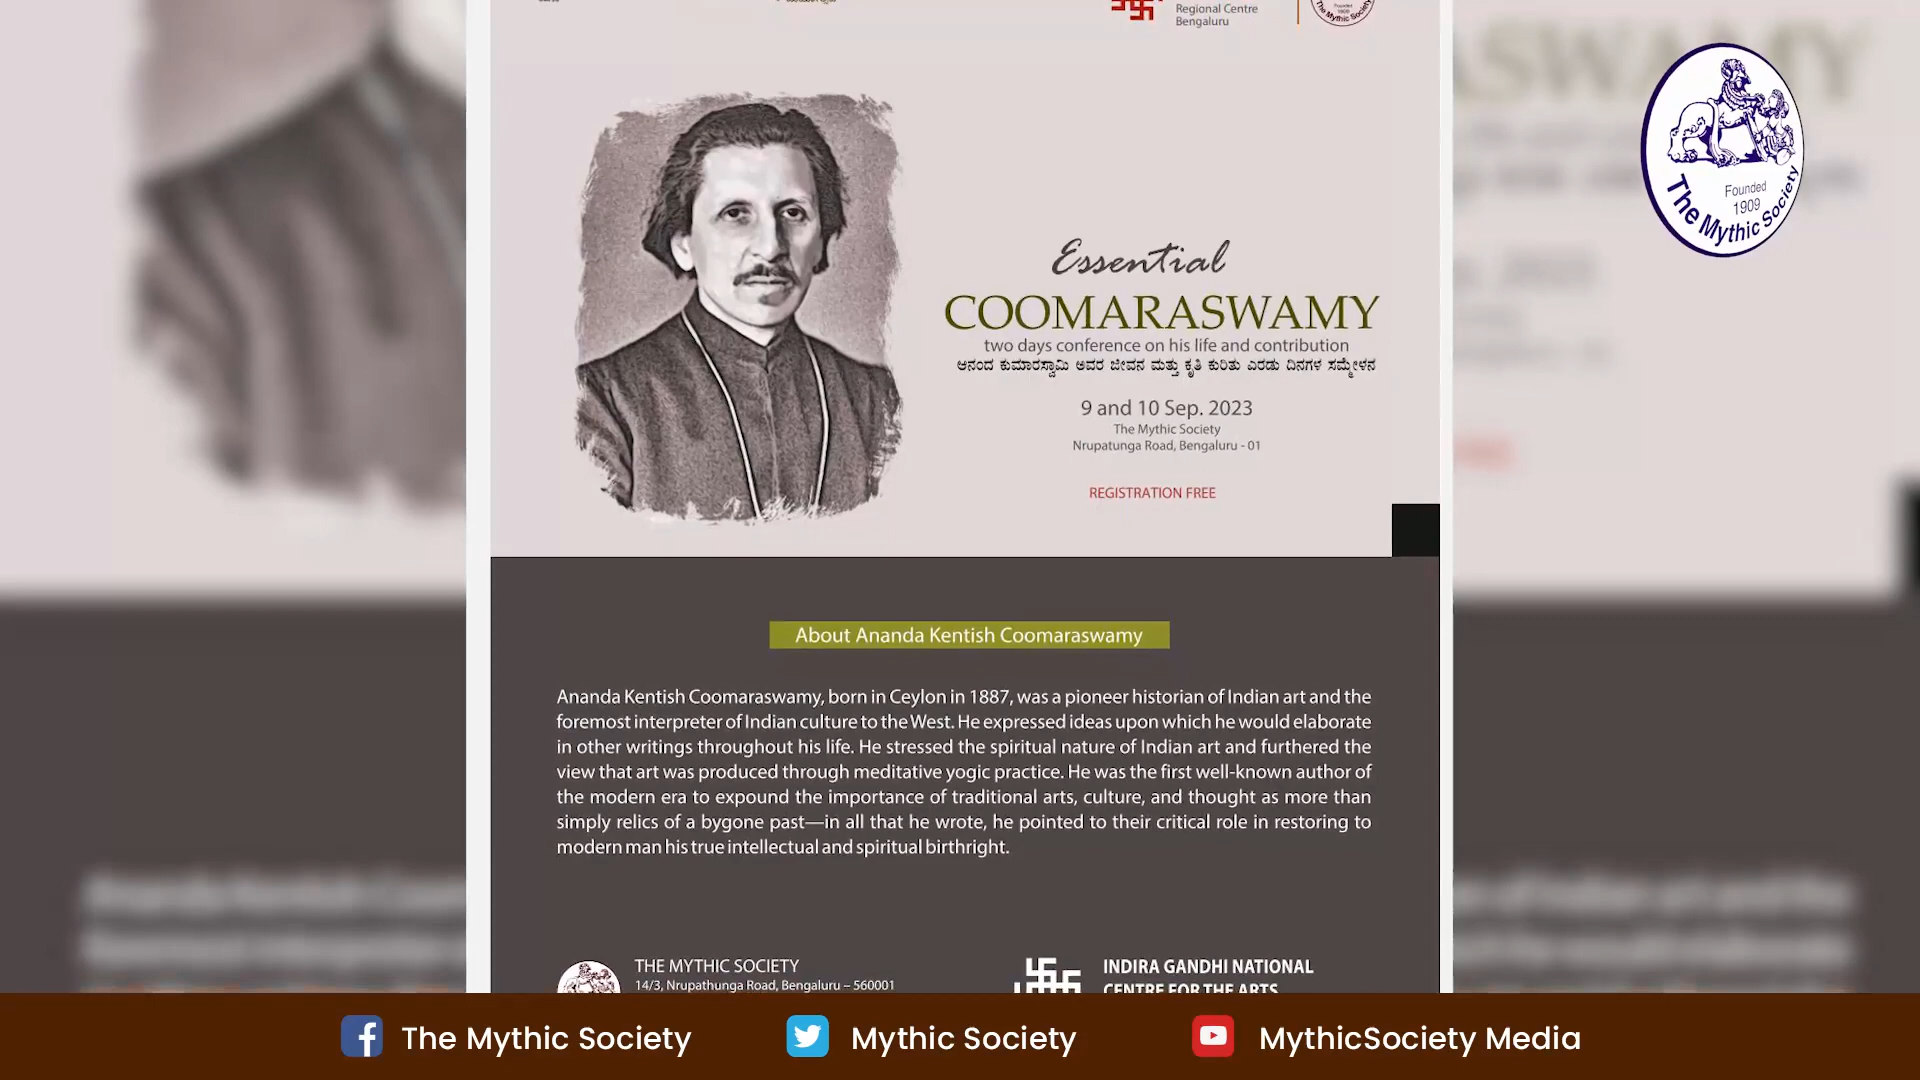 Regional Centre
Bengaluru
Founded
1909
The Mythic Society
Founded
1909
The Mythic Society
Essential
COOMARASWAMY
two days conference on his life and contribution
ಆನಂದ ಕುಮಾರಸ್ವಾಮಿ ಅವರ ಜೀವನ ಮತ್ತು ಕೃತಿ ಕುರಿತು ಎರಡು ದಿನಗಳ ಸಮ್ಮೇಳನ
9 and 10 Sep. 2023
The Mythic Society
Nrupatunga Road, Bengaluru - 01
REGISTRATION FREE
About Ananda Kentish Coomaraswamy
Ananda Kentish Coomaraswamy, born in Ceylon in 1887, was a pioneer historian of Indian art and the
foremost interpreter of Indian culture to the West. He expressed ideas upon which he would elaborate
in other writings throughout his life. He stressed the spiritual nature of Indian art and furthered the
view that art was produced through meditative yogic practice. He was the first well-known author of
the modern era to expound the importance of traditional arts, culture, and thought as more than
simply relics of a bygone past—in all that he wrote, he pointed to their critical role in restoring to
modern man his true intellectual and spiritual birthright.
THE MYTHIC SOCIETY
14/3, Nrupathunga Road, Bengaluru – 560001
INDIRA GANDHI NATIONAL
CENTRE FOR THE ARTS
The Mythic Society
Mythic Society
MythicSociety Media